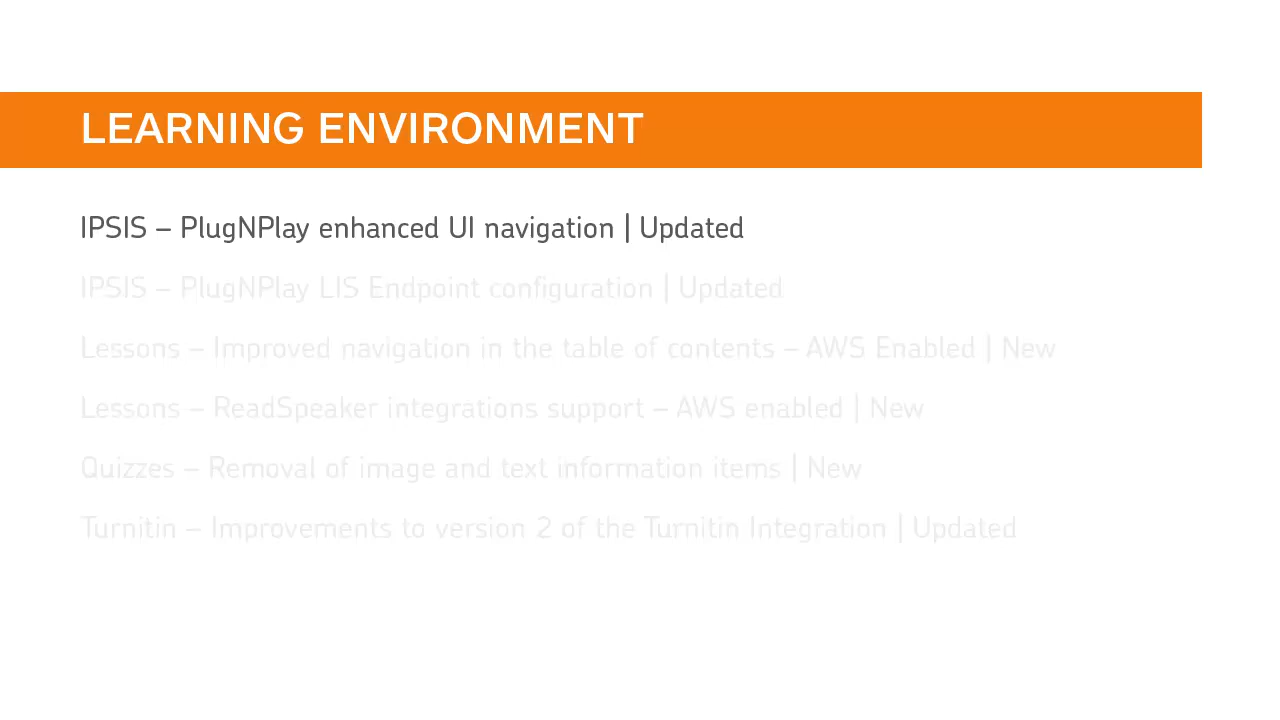 LEARNING ENVIRONMENT
IPSIS – PlugNPlay enhanced UI navigation | Updated
IPSIS – PlugNPlay LIS Endpoint configuration | Updated
Lessons – Improved navigation in the table of contents – AWS Enabled | New
Lessons – ReadSpeaker integrations support – AWS enabled | New
Quizzes – Removal of image and text information items | New
Turnitin – Improvements to version 2 of the Turnitin Integration | Updated